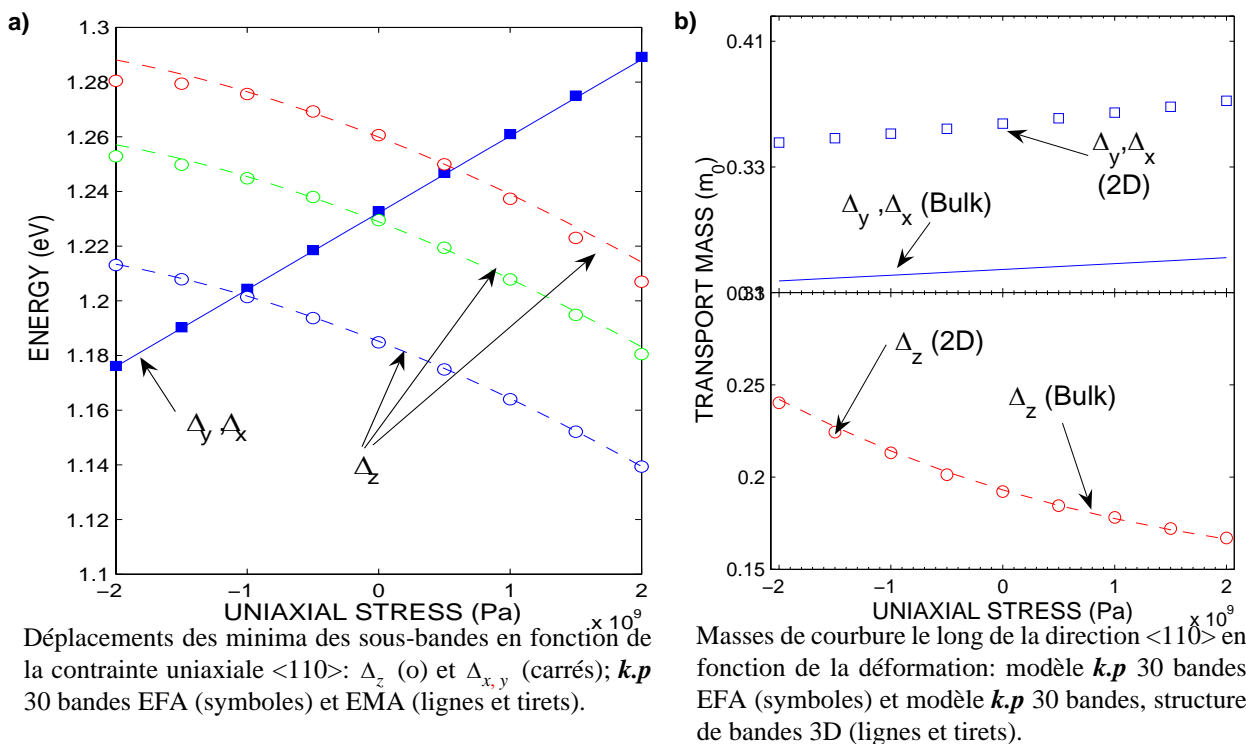 a)
1.3
1.28
1.26
1.24
1.22
1.2
1.18
1.16
1.14
1.12
1.1
ENERGY (eV)
Δy ,Δx
Δz
−2 −1 0 1 2
UNIAXIAL STRESS (Pa) x 10^9
Déplacements des minima des sous-bandes en fonction de
la contrainte uniaxiale <110>: Δz (o) et Δx, y (carrés); k.p
30 bandes EFA (symboles) et EMA (lignes et tirets).
b)
0.41
0.33
0.25
0.2
0.15
TRANSPORT MASS (m0)
Δy,Δx
(2D)
Δy ,Δx (Bulk)
Δz (2D)
Δz (Bulk)
−2 −1 0 1 2
UNIAXIAL STRESS (Pa) x 10^9
Masses de courbure le long de la direction <110> en
fonction de la déformation: modèle k.p 30 bandes
EFA (symboles) et modèle k.p 30 bandes, structure
de bandes 3D (lignes et tirets).